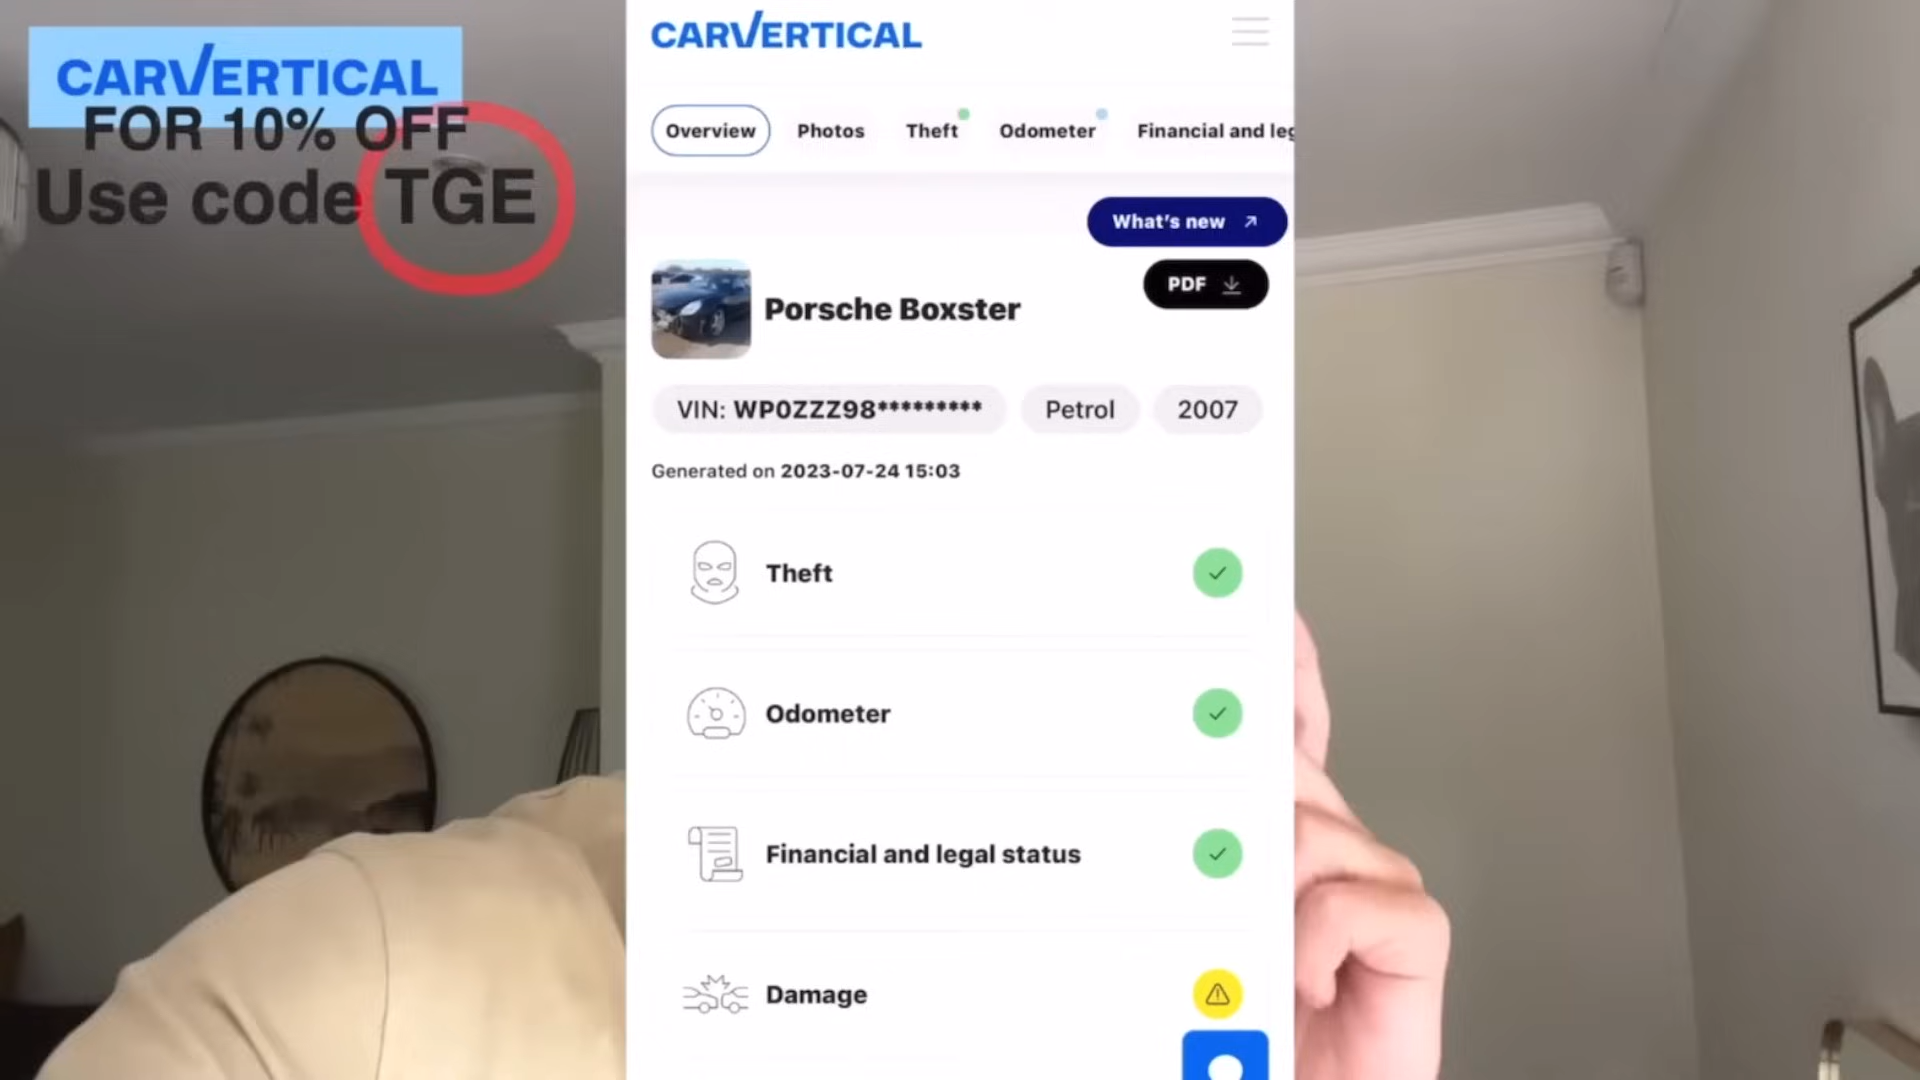 CARVERTICAL
FOR 10% OFF
Use code TGE
CARVERTICAL
Overview Photos Theft Odometer Financial and leg
What's new
PDF
Porsche Boxster
VIN: WP0ZZZ98********* Petrol 2007
Generated on 2023-07-24 15:03
Theft
Odometer
Financial and legal status
Damage